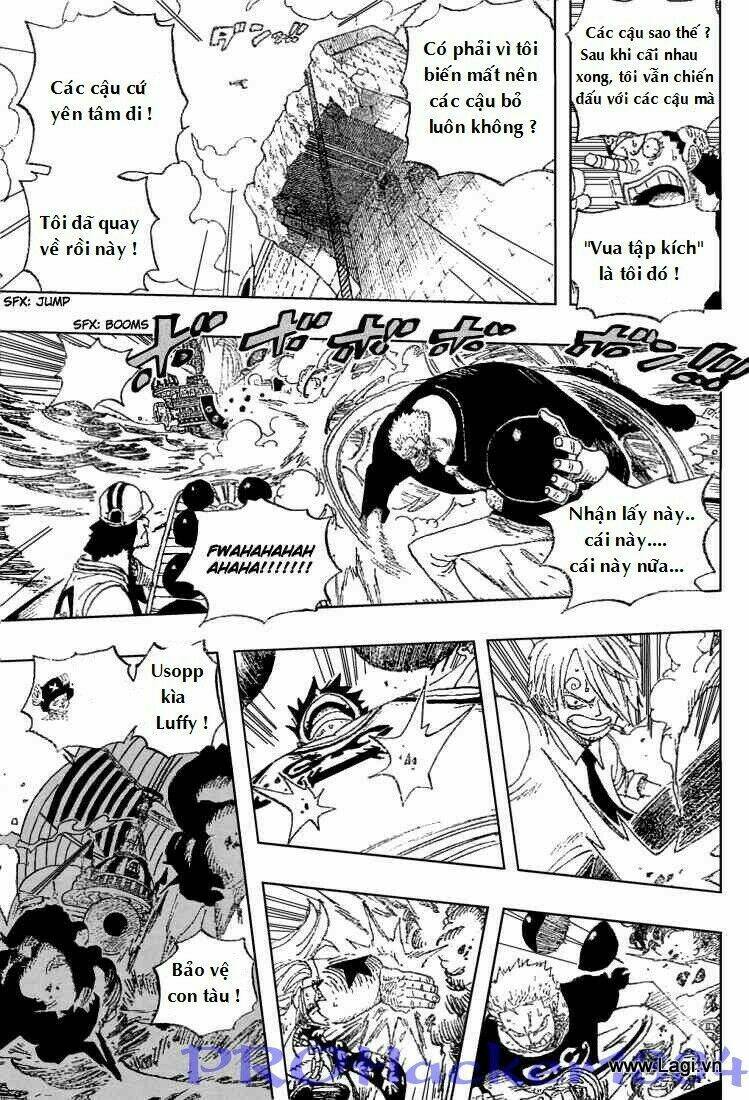 Các cậu sao thế ?
Sau khi cãi nhau
xong, tôi vẫn chiến
đấu với các cậu mà
"Vua tập kích"
là tôi đó !
Có phải vì tôi
biến mất nên
các cậu bỏ
luôn không ?
Các cậu cứ
yên tâm đi !
Tôi đã quay
về rồi này !
SFX: JUMP
SFX: BOOMS
Nhận lấy này..
cái này....
cái này nữa...
FWAHAHAHAH
AHAHA!!!!!!!
Usopp
kìa
Luffy !
Bảo vệ
con tàu !
www.Lagi.vn